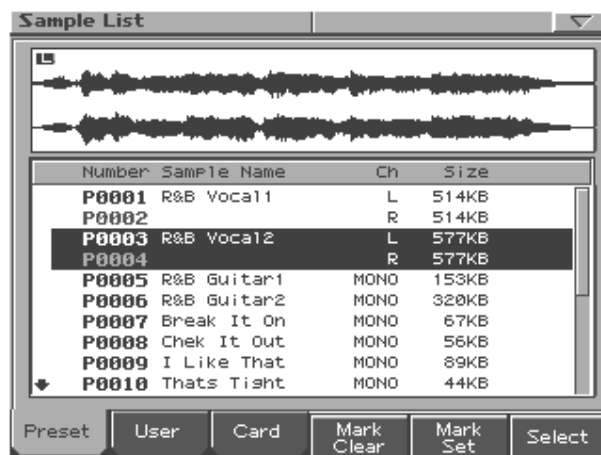 Sample List
L
Number Sample Name Ch Size
P0001 R&B Vocal1 L 514KB
P0002 R 514KB
P0003 R&B Vocal2 L 577KB
P0004 R 577KB
P0005 R&B Guitar1 MONO 153KB
P0006 R&B Guitar2 MONO 320KB
P0007 Break It On MONO 67KB
P0008 Chek It Out MONO 56KB
P0009 I Like That MONO 89KB
P0010 Thats Tight MONO 44KB
Preset User Card Mark Clear Mark Set Select